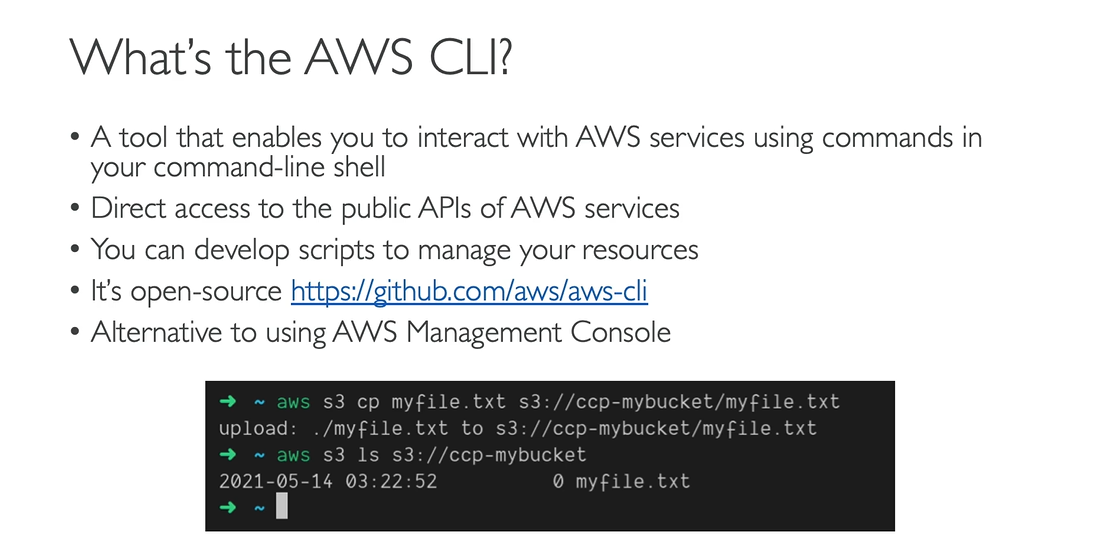 What's the AWS CLI?
• A tool that enables you to interact with AWS services using commands in
your command-line shell
• Direct access to the public APIs of AWS services
• You can develop scripts to manage your resources
• It's open-source https://github.com/aws/aws-cli
• Alternative to using AWS Management Console
➜ ~ aws s3 cp myfile.txt s3://ccp-mybucket/myfile.txt
upload: ./myfile.txt to s3://ccp-mybucket/myfile.txt
➜ ~ aws s3 ls s3://ccp-mybucket
2021-05-14 03:22:52 0 myfile.txt
➜ ~